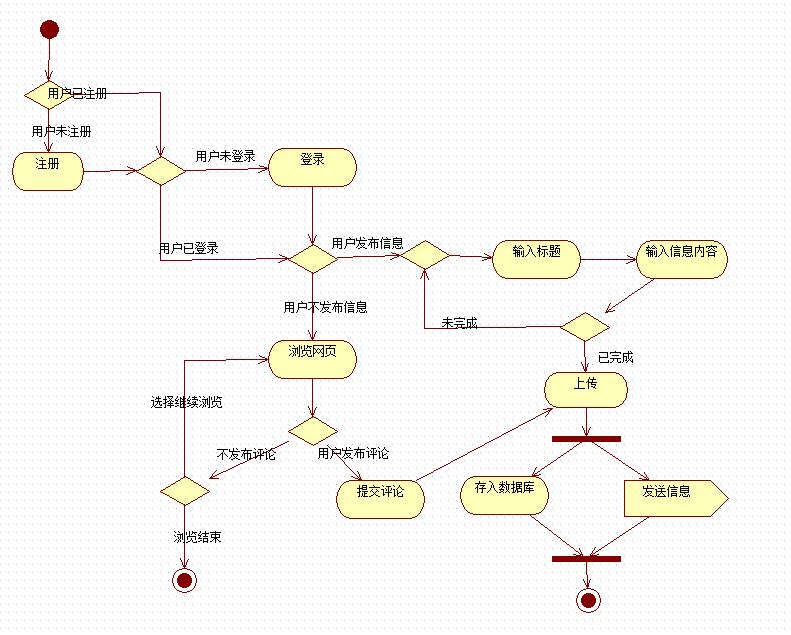 用户已注册
用户未注册
注册
用户未登录
登录
用户已登录
用户发布信息
输入标题
输入信息内容
用户不发布信息
未完成
已完成
浏览网页
上传
选择继续浏览
不发布评论
用户发布评论
提交评论
存入数据库
发送信息
浏览结束